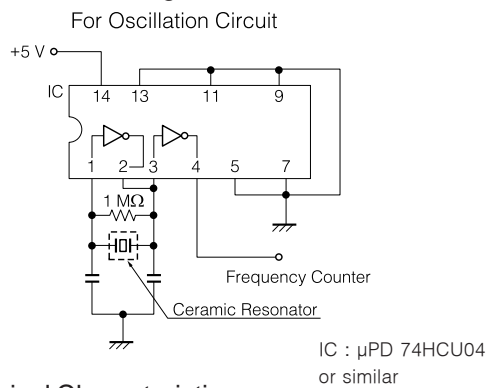 For Oscillation Circuit
+5 V
IC
14 13 11 9
1 2 3 4 5 7
1 MΩ
Frequency Counter
Ceramic Resonator
IC : µPD 74HCU04
or similar